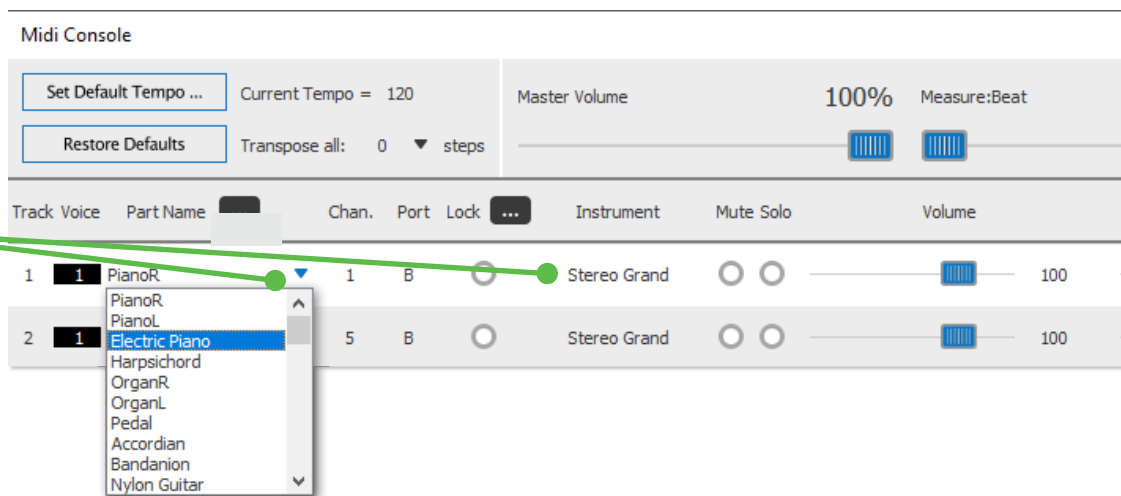 Midi Console
Set Default Tempo ... Current Tempo = 120 Master Volume 100% Measure:Beat
Restore Defaults Transpose all: 0 steps
Track Voice Part Name ... Chan. Port Lock ... Instrument Mute Solo Volume
1 1 PianoR 1 B Stereo Grand 100
PianoR
PianoL
2 1 Electric Piano 5 B Stereo Grand 100
Harpsichord
OrganR
OrganL
Pedal
Accordian
Bandanion
Nylon Guitar